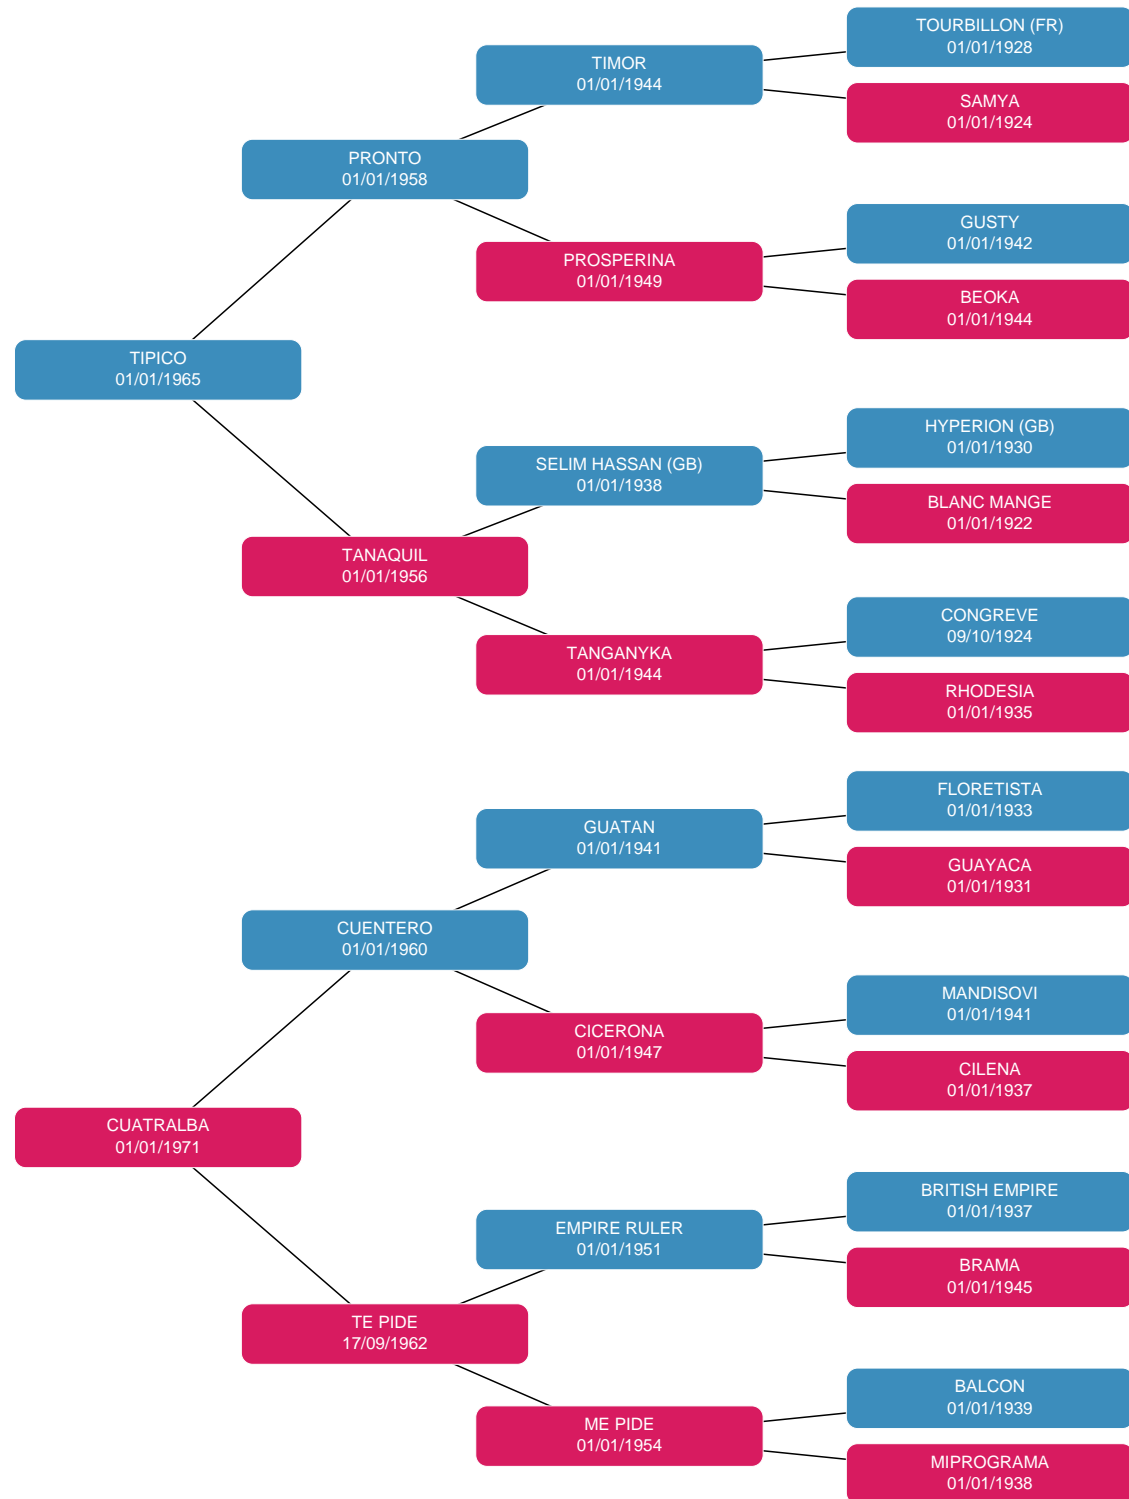 TOURBILLON (FR)
01/01/1928
TIMOR
01/01/1944
SAMYA
01/01/1924
PRONTO
01/01/1958
GUSTY
01/01/1942
PROSPERINA
01/01/1949
BEOKA
01/01/1944
TIPICO
01/01/1965
HYPERION (GB)
01/01/1930
SELIM HASSAN (GB)
01/01/1938
BLANC MANGE
01/01/1922
TANAQUIL
01/01/1956
CONGREVE
09/10/1924
TANGANYKA
01/01/1944
RHODESIA
01/01/1935
FLORETISTA
01/01/1933
GUATAN
01/01/1941
GUAYACA
01/01/1931
CUENTERO
01/01/1960
MANDISOVI
01/01/1941
CICERONA
01/01/1947
CILENA
01/01/1937
CUATRALBA
01/01/1971
BRITISH EMPIRE
01/01/1937
EMPIRE RULER
01/01/1951
BRAMA
01/01/1945
TE PIDE
17/09/1962
BALCON
01/01/1939
ME PIDE
01/01/1954
MIPROGRAMA
01/01/1938